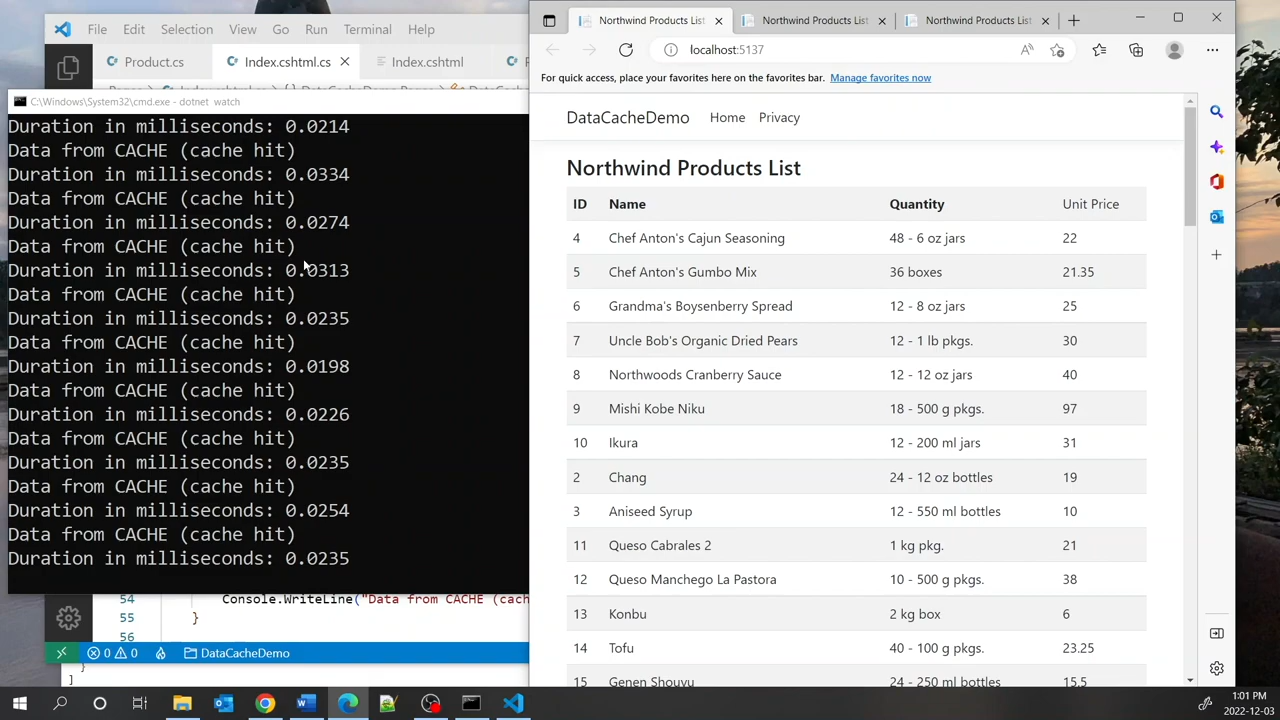 File Edit Selection View Go Run Terminal Help
Product.cs Index.cshtml.cs Index.cshtml
C:\Windows\System32\cmd.exe - dotnet watch
Duration in milliseconds: 0.0214
Data from CACHE (cache hit)
Duration in milliseconds: 0.0334
Data from CACHE (cache hit)
Duration in milliseconds: 0.0274
Data from CACHE (cache hit)
Duration in milliseconds: 0.0313
Data from CACHE (cache hit)
Duration in milliseconds: 0.0235
Data from CACHE (cache hit)
Duration in milliseconds: 0.0198
Data from CACHE (cache hit)
Duration in milliseconds: 0.0226
Data from CACHE (cache hit)
Duration in milliseconds: 0.0235
Data from CACHE (cache hit)
Duration in milliseconds: 0.0254
Data from CACHE (cache hit)
Duration in milliseconds: 0.0235
54 Console.WriteLine("Data from CACHE (cach
55 }
56
0 0 DataCacheDemo
}
]
Northwind Products List Northwind Products List Northwind Products List
localhost:5137
For quick access, place your favorites here on the favorites bar. Manage favorites now
DataCacheDemo Home Privacy
Northwind Products List
ID Name Quantity Unit Price
4 Chef Anton's Cajun Seasoning 48 - 6 oz jars 22
5 Chef Anton's Gumbo Mix 36 boxes 21.35
6 Grandma's Boysenberry Spread 12 - 8 oz jars 25
7 Uncle Bob's Organic Dried Pears 12 - 1 lb pkgs. 30
8 Northwoods Cranberry Sauce 12 - 12 oz jars 40
9 Mishi Kobe Niku 18 - 500 g pkgs. 97
10 Ikura 12 - 200 ml jars 31
2 Chang 24 - 12 oz bottles 19
3 Aniseed Syrup 12 - 550 ml bottles 10
11 Queso Cabrales 2 1 kg pkg. 21
12 Queso Manchego La Pastora 10 - 500 g pkgs. 38
13 Konbu 2 kg box 6
14 Tofu 40 - 100 g pkgs. 23.25
15 Genen Shouyu 24 - 250 ml bottles 15.5
1:01 PM
2022-12-03